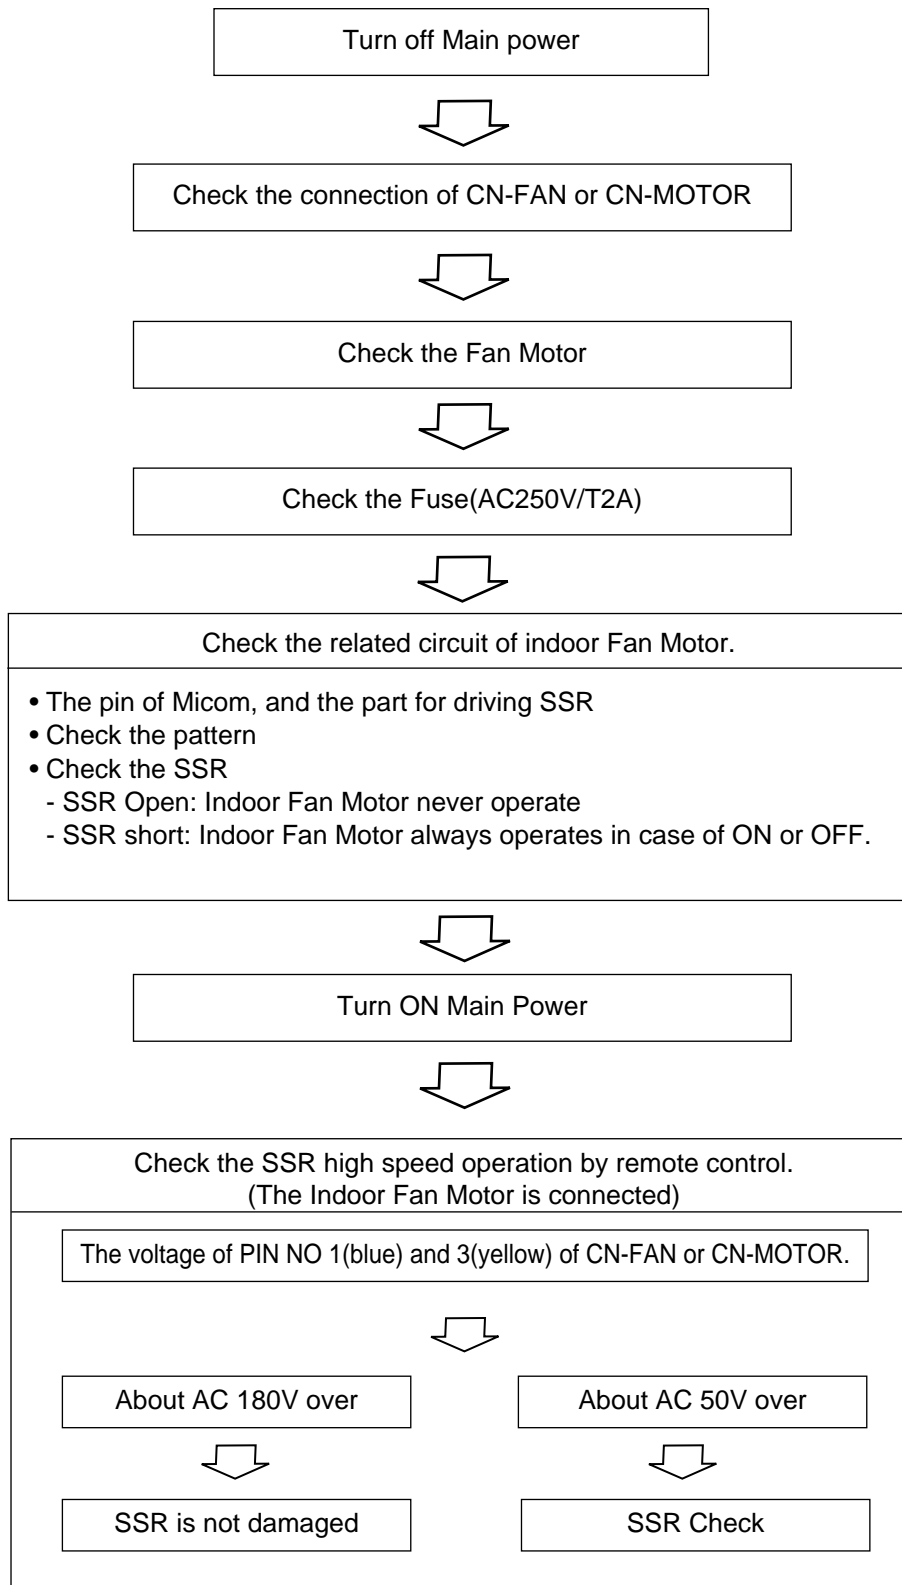 Turn off Main power
Check the connection of CN-FAN or CN-MOTOR
Check the Fan Motor
Check the Fuse(AC250V/T2A)
Check the related circuit of indoor Fan Motor.
• The pin of Micom, and the part for driving SSR
• Check the pattern
• Check the SSR
- SSR Open: Indoor Fan Motor never operate
- SSR short: Indoor Fan Motor always operates in case of ON or OFF.
Turn ON Main Power
Check the SSR high speed operation by remote control.
(The Indoor Fan Motor is connected)
The voltage of PIN NO 1(blue) and 3(yellow) of CN-FAN or CN-MOTOR.
About AC 180V over
About AC 50V over
SSR is not damaged
SSR Check